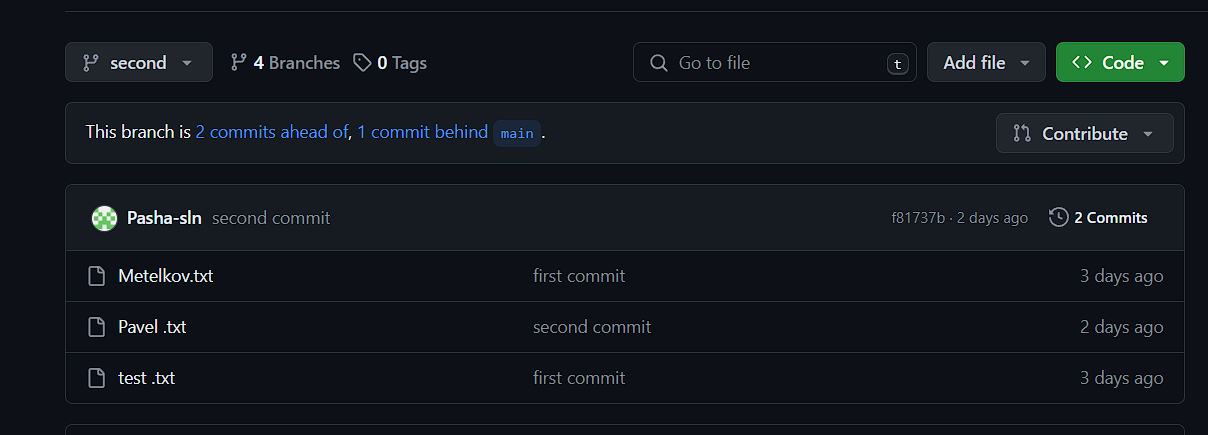 second 4 Branches 0 Tags Go to file t Add file Code
This branch is 2 commits ahead of, 1 commit behind main .
Contribute
Pasha-sln second commit f81737b · 2 days ago 2 Commits
Metelkov.txt first commit 3 days ago
Pavel .txt second commit 2 days ago
test .txt first commit 3 days ago